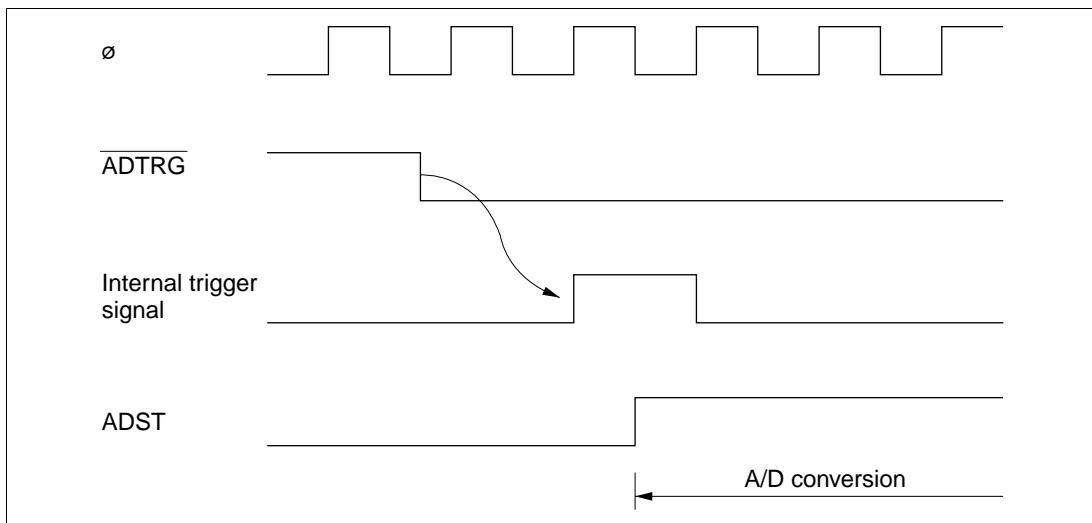 ø
ADTRG
Internal trigger
signal
ADST
A/D conversion